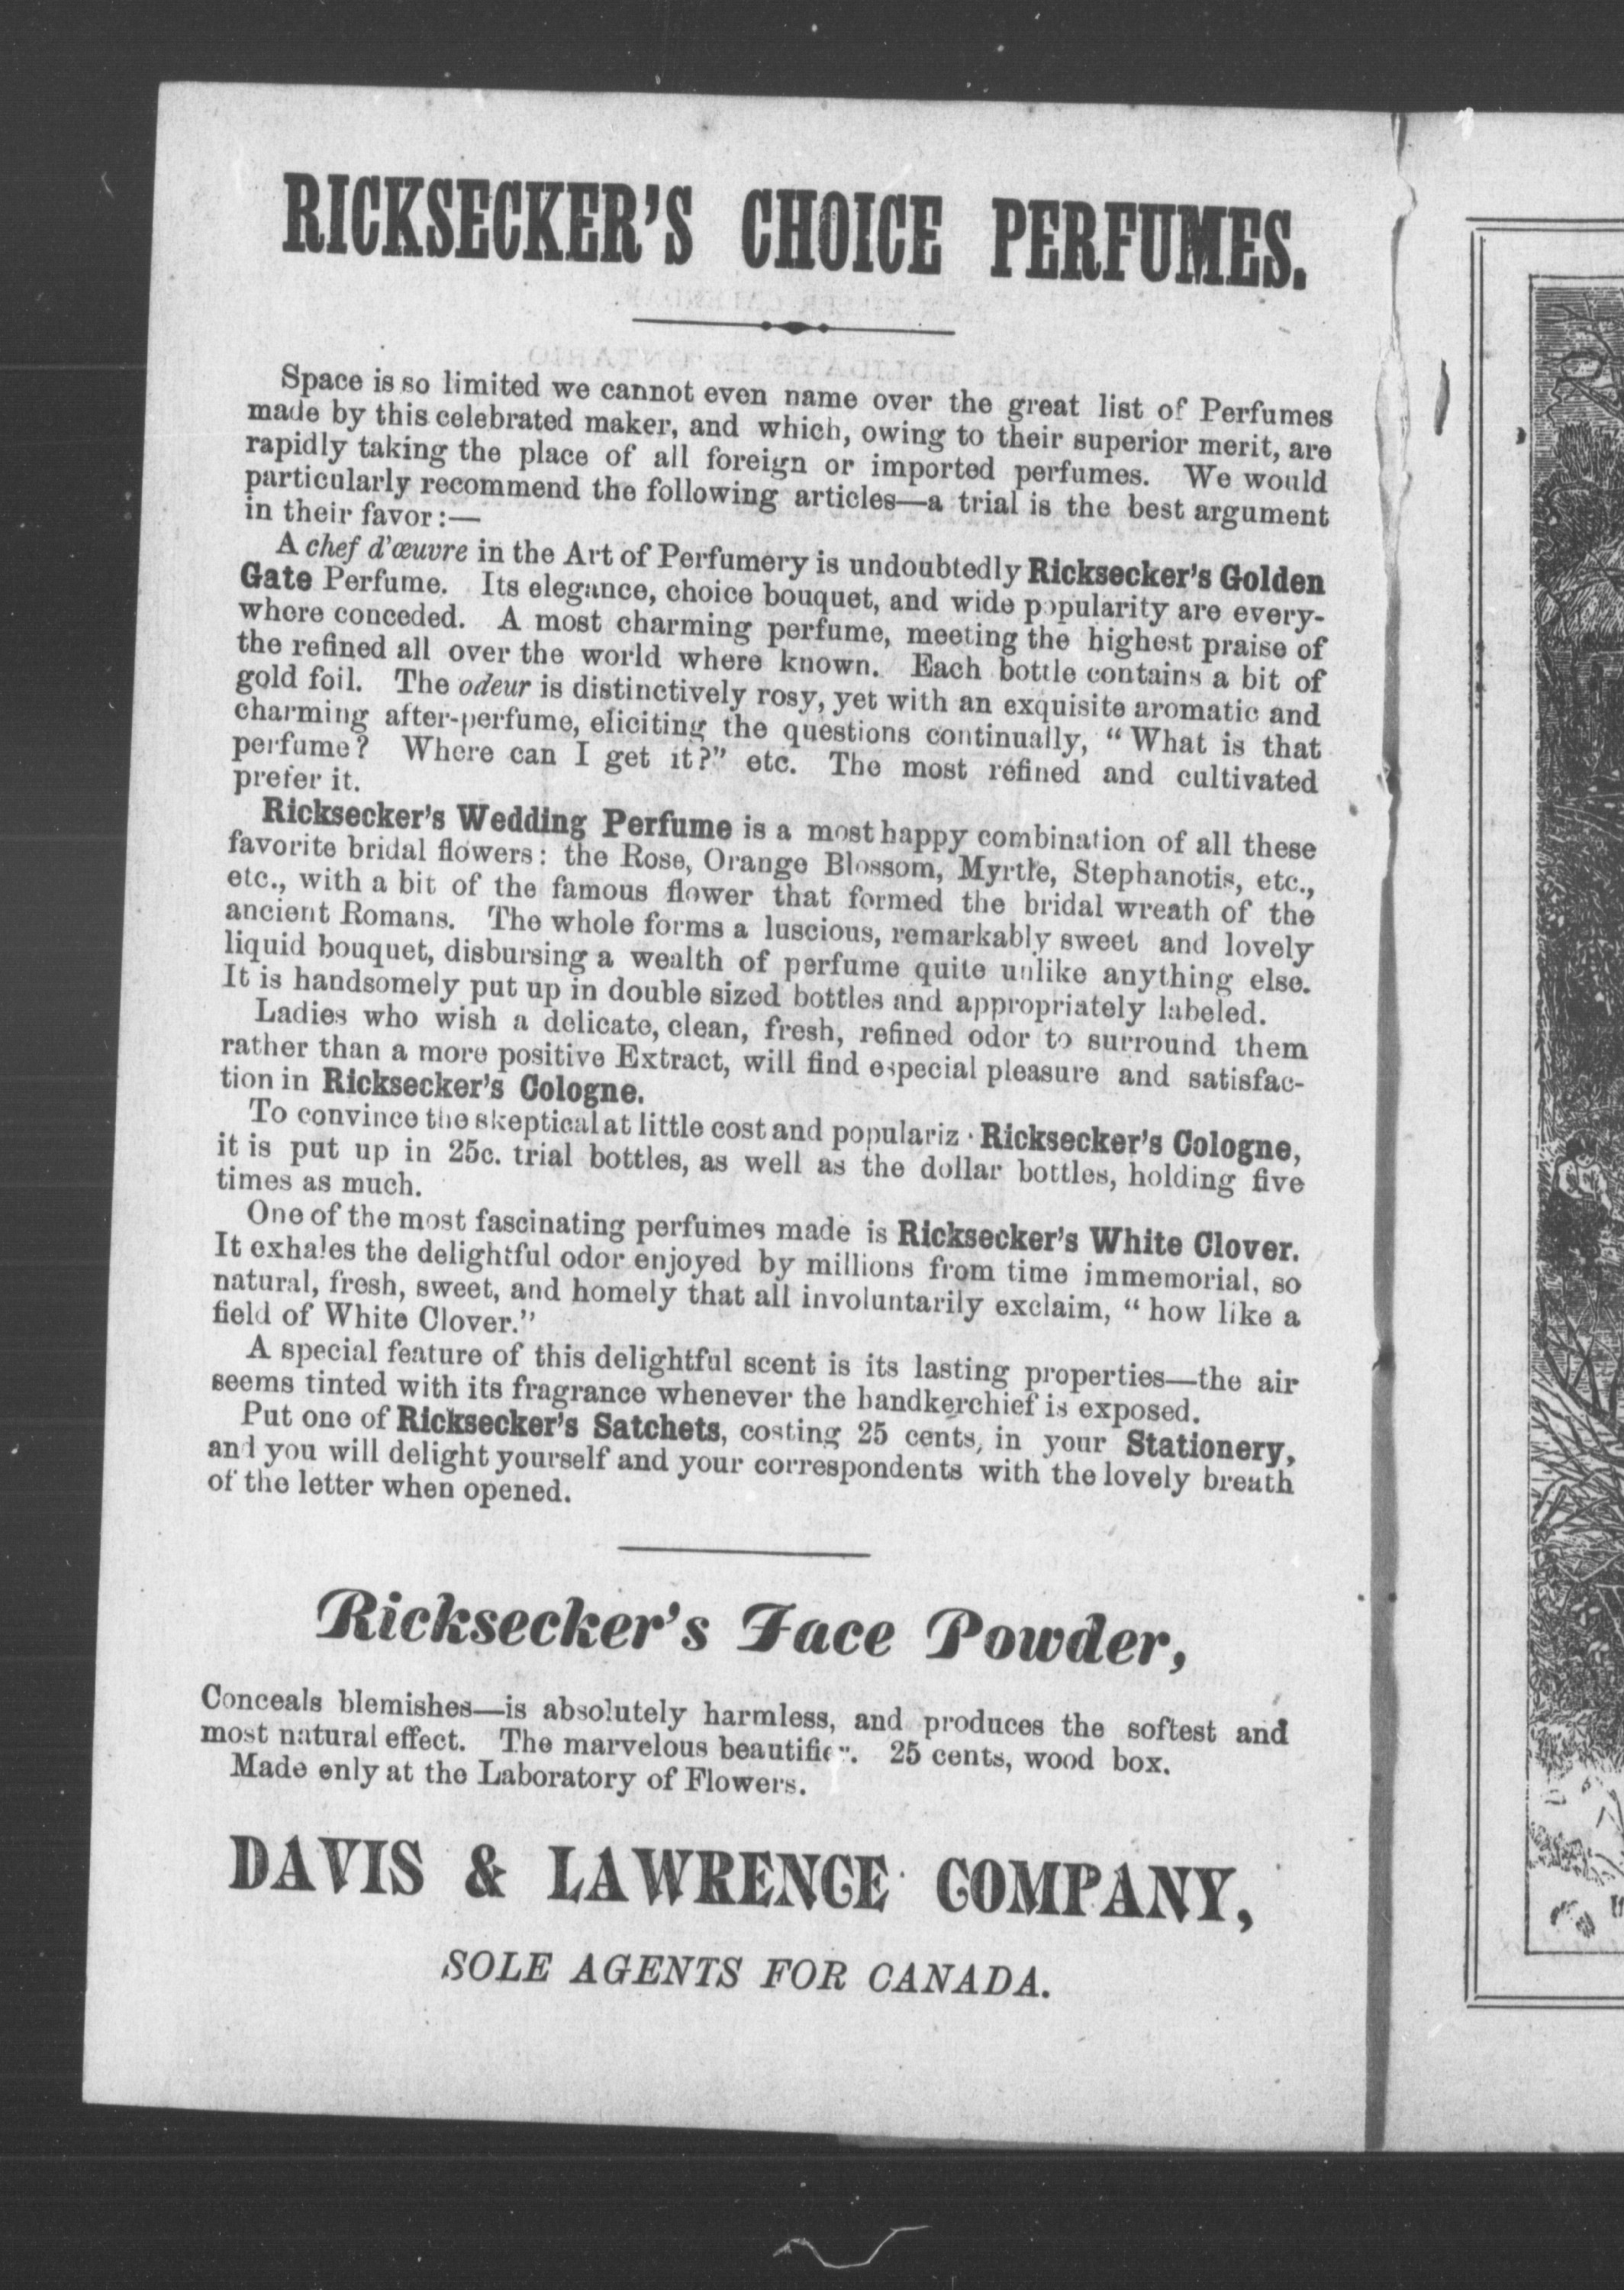 RICKSECKER'S CHOICE PERFUMES.
Space is so limited we cannot even name over the great list of Perfumes
made by this celebrated maker, and which, owing to their superior merit, are
rapidly taking the place of all foreign or imported perfumes. We would
particularly recommend the following articles—a trial is the best argument
in their favor:—
A chef d'œuvre in the Art of Perfumery is undoubtedly Ricksecker's Golden
Gate Perfume. Its elegance, choice bouquet, and wide popularity are every-
where conceded. A most charming perfume, meeting the highest praise of
the refined all over the world where known. Each bottle contains a bit of
gold foil. The odeur is distinctively rosy, yet with an exquisite aromatic and
charming after-perfume, eliciting the questions continually, "What is that
perfume? Where can I get it?" etc. The most refined and cultivated
prefer it.
Ricksecker's Wedding Perfume is a most happy combination of all these
favorite bridal flowers: the Rose, Orange Blossom, Myrtle, Stephanotis, etc.,
etc., with a bit of the famous flower that formed the bridal wreath of the
ancient Romans. The whole forms a luscious, remarkably sweet and lovely
liquid bouquet, disbursing a wealth of perfume quite unlike anything else.
It is handsomely put up in double sized bottles and appropriately labeled.
Ladies who wish a delicate, clean, fresh, refined odor to surround them
rather than a more positive Extract, will find especial pleasure and satisfac-
tion in Ricksecker's Cologne.
To convince the skeptical at little cost and populariz Ricksecker's Cologne,
it is put up in 25c. trial bottles, as well as the dollar bottles, holding five
times as much.
One of the most fascinating perfumes made is Ricksecker's White Clover.
It exhales the delightful odor enjoyed by millions from time immemorial, so
natural, fresh, sweet, and homely that all involuntarily exclaim, "how like a
field of White Clover."
A special feature of this delightful scent is its lasting properties—the air
seems tinted with its fragrance whenever the handkerchief is exposed.
Put one of Ricksecker's Satchets, costing 25 cents, in your Stationery,
and you will delight yourself and your correspondents with the lovely breath
of the letter when opened.
Ricksecker's Face Powder,
Conceals blemishes—is absolutely harmless, and produces the softest and
most natural effect. The marvelous beautifier. 25 cents, wood box.
Made only at the Laboratory of Flowers.
DAVIS & LAWRENCE COMPANY,
SOLE AGENTS FOR CANADA.